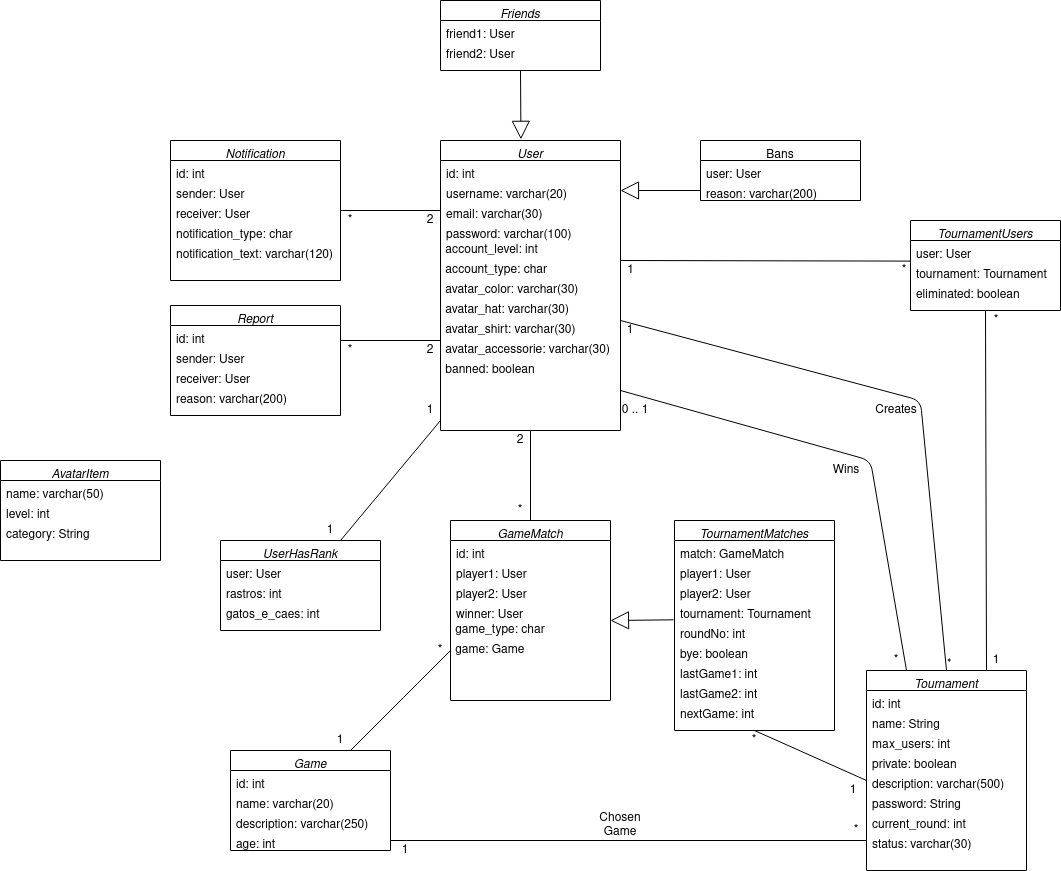 Friends
friend1: User
friend2: User
Notification
id: int
sender: User
receiver: User
notification_type: char
notification_text: varchar(120)
*
2
User
id: int
username: varchar(20)
email: varchar(30)
password: varchar(100)
account_level: int
account_type: char
avatar_color: varchar(30)
avatar_hat: varchar(30)
avatar_shirt: varchar(30)
avatar_accessorie: varchar(30)
banned: boolean
Bans
user: User
reason: varchar(200)
TournamentUsers
user: User
tournament: Tournament
eliminated: boolean
1
*
*
Report
id: int
sender: User
receiver: User
reason: varchar(200)
*
2
1
Creates
0 .. 1
Wins
1
2
AvatarItem
name: varchar(50)
level: int
category: String
1
*
UserHasRank
user: User
rastros: int
gatos_e_caes: int
GameMatch
id: int
player1: User
player2: User
winner: User
game_type: char
game: Game
TournamentMatches
match: GameMatch
player1: User
player2: User
tournament: Tournament
roundNo: int
bye: boolean
lastGame1: int
lastGame2: int
nextGame: int
*
1
*
*
1
*
1
Tournament
id: int
name: String
max_users: int
private: boolean
description: varchar(500)
password: String
current_round: int
status: varchar(30)
Game
id: int
name: varchar(20)
description: varchar(250)
age: int
Chosen
Game
1
*